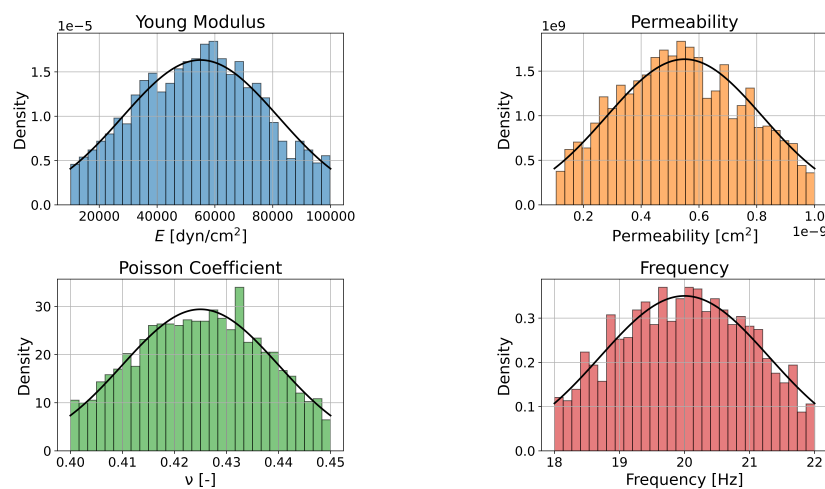 Young Modulus
1e−5
Density
1.5
1.0
0.5
0.0
20000 40000 60000 80000 100000
E [dyn/cm²]
Permeability
1e9
Density
1.5
1.0
0.5
0.0
0.2 0.4 0.6 0.8 1.0
1e−9
Permeability [cm²]
Poisson Coefficient
Density
30
20
10
0
0.40 0.41 0.42 0.43 0.44 0.45
ν [-]
Frequency
Density
0.3
0.2
0.1
0.0
18 19 20 21 22
Frequency [Hz]